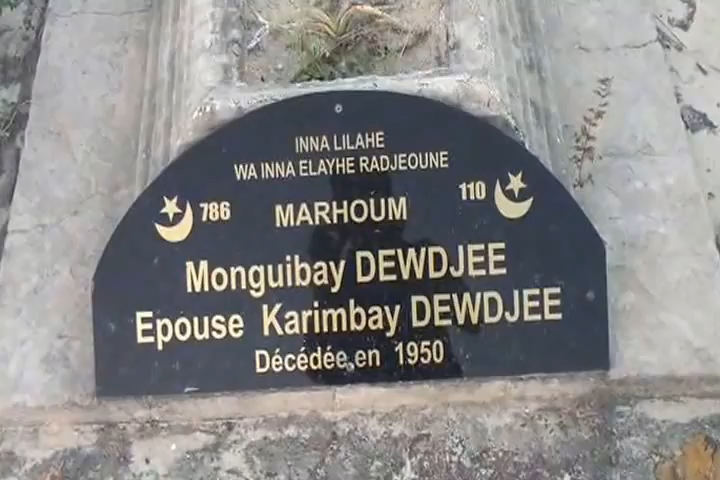 INNA LILAHE
WA INNA ELAYHE RADJEOUNE
786 MARHOUM 110
Monguibay DEWDJEE
Epouse Karimbay DEWDJEE
Décédée en 1950